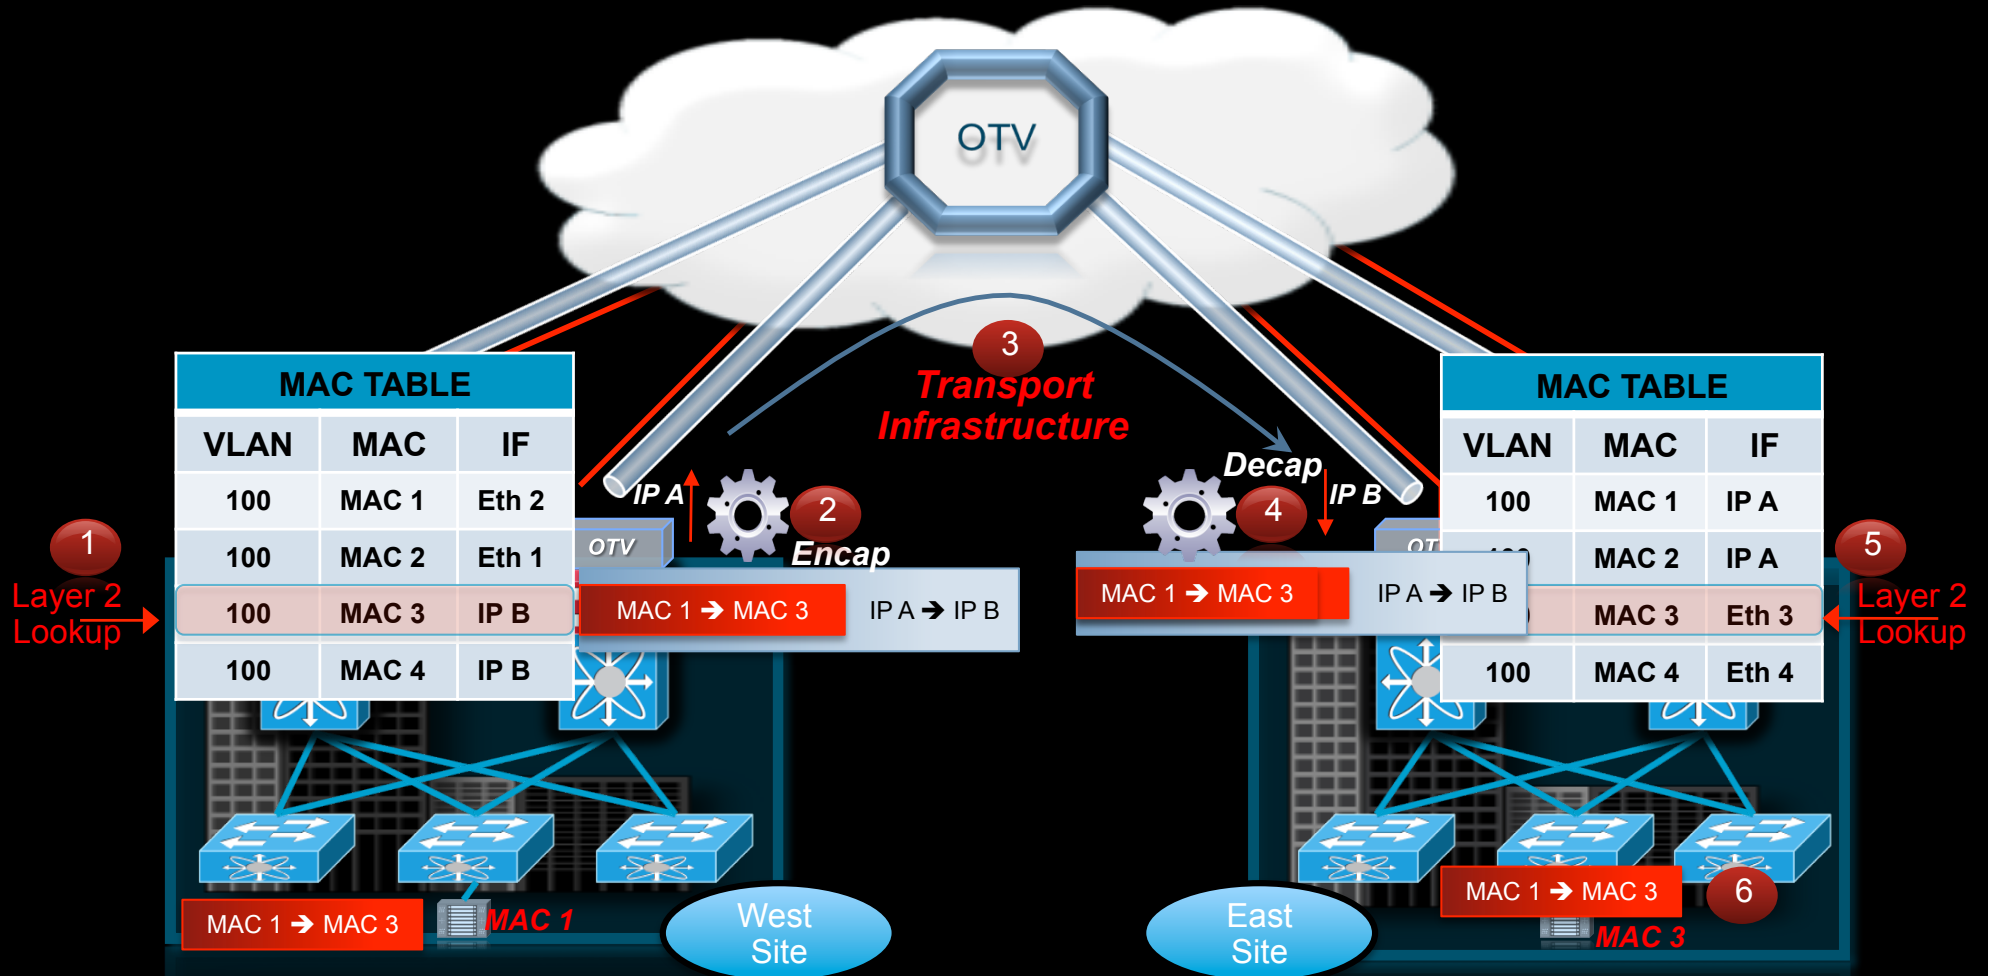 OTV
3
Transport
Infrastructure
MAC TABLE
VLAN MAC IF
100 MAC 1 Eth 2
100 MAC 2 Eth 1
100 MAC 3 IP B
100 MAC 4 IP B
1
Layer 2
Lookup
IP A
2
Encap
OTV
MAC 1 ➔ MAC 3 IP A ➔ IP B
Decap
IP B
4
MAC 1 ➔ MAC 3 IP A ➔ IP B
MAC TABLE
VLAN MAC IF
100 MAC 1 IP A
MAC 2 IP A
MAC 3 Eth 3
100 MAC 4 Eth 4
5
Layer 2
Lookup
MAC 1 ➔ MAC 3
MAC 1
West
Site
East
Site
MAC 1 ➔ MAC 3
6
MAC 3